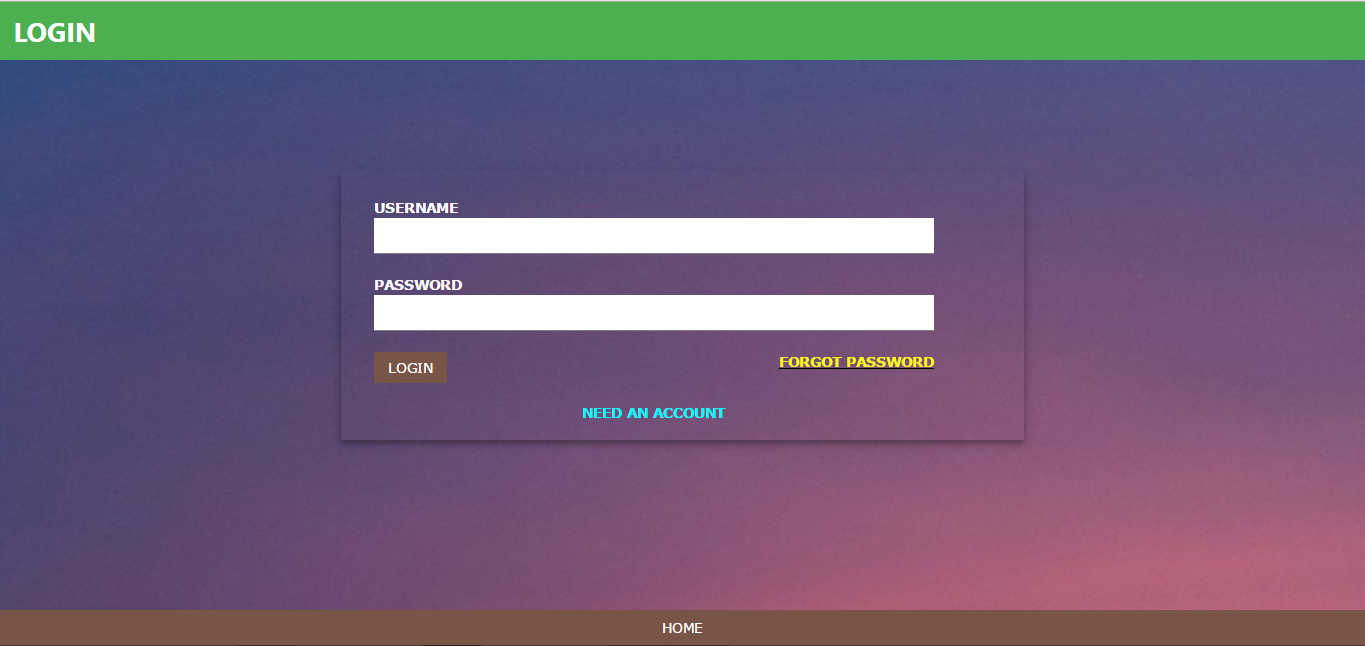 LOGIN
USERNAME
PASSWORD
LOGIN
FORGOT PASSWORD
NEED AN ACCOUNT
HOME